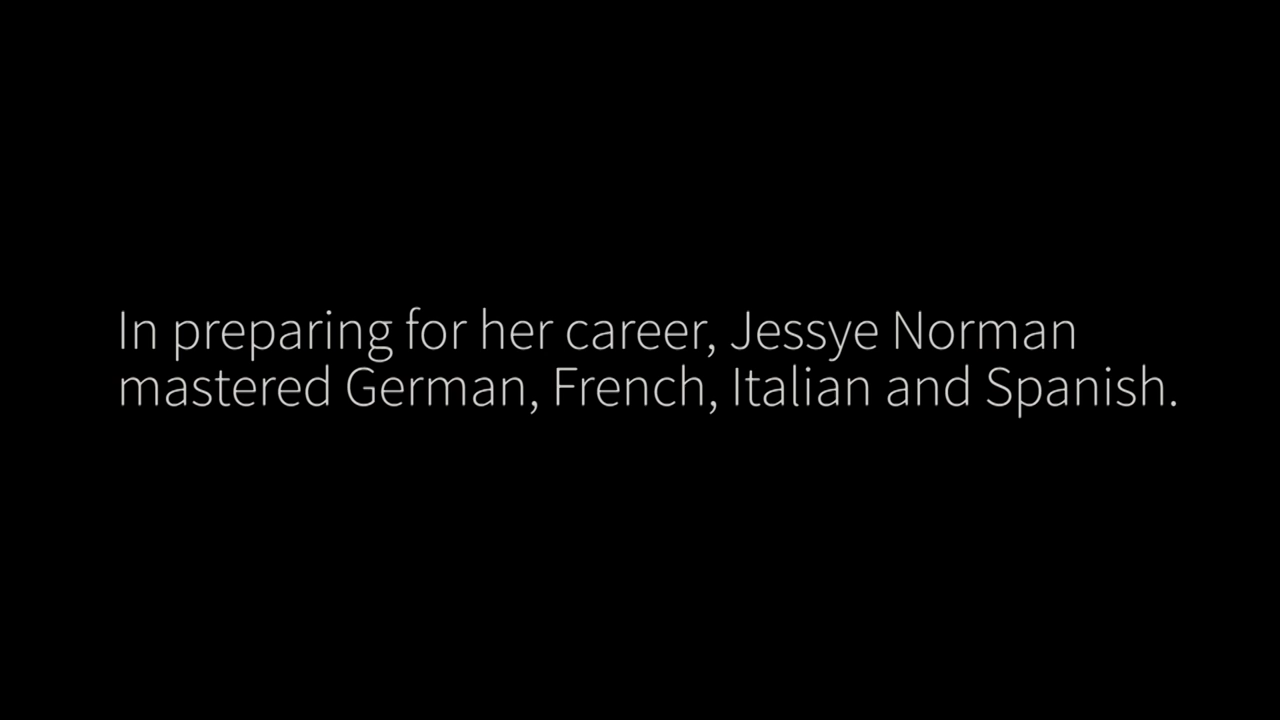 In preparing for her career, Jessye Norman
mastered German, French, Italian and Spanish.